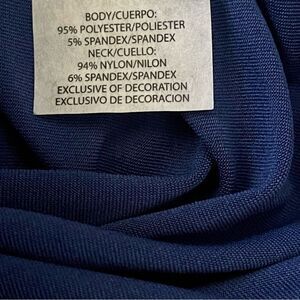 BODY/CUERPO:
95% POLYESTER/POLIESTER
5% SPANDEX/SPANDEX
NECK/CUELLO:
94% NYLON/NILON
6% SPANDEX/SPANDEX
EXCLUSIVE OF DECORATION
EXCLUSIVO DE DECORACION